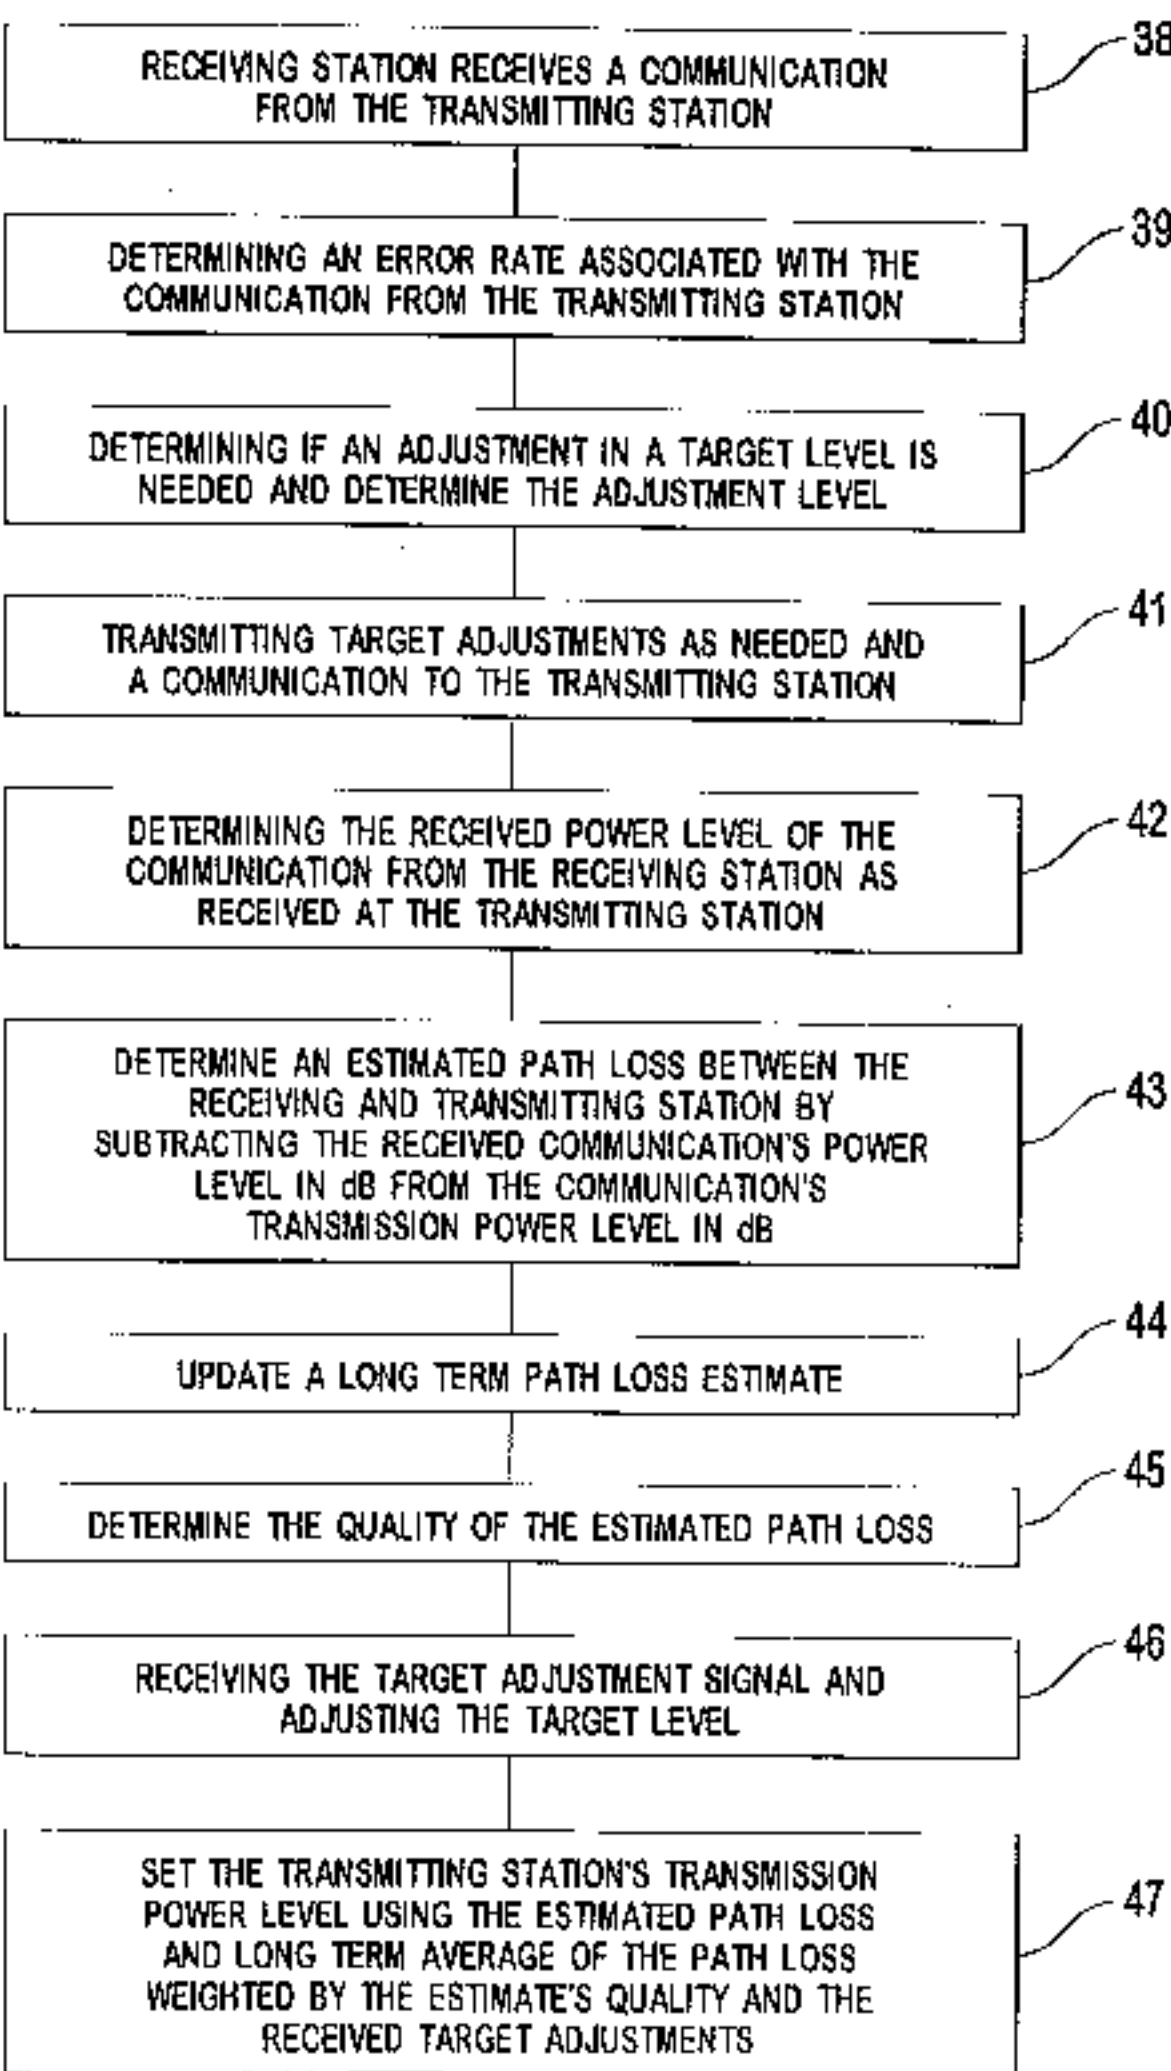 38
RECEIVING STATION RECEIVES A COMMUNICATION
FROM THE TRANSMITTING STATION
39
DETERMINING AN ERROR RATE ASSOCIATED WITH THE
COMMUNICATION FROM THE TRANSMITTING STATION
40
DETERMINING IF AN ADJUSTMENT IN A TARGET LEVEL IS
NEEDED AND DETERMINE THE ADJUSTMENT LEVEL
41
TRANSMITTING TARGET ADJUSTMENTS AS NEEDED AND
A COMMUNICATION TO THE TRANSMITTING STATION
42
DETERMINING THE RECEIVED POWER LEVEL OF THE
COMMUNICATION FROM THE RECEIVING STATION AS
RECEIVED AT THE TRANSMITTING STATION
43
DETERMINE AN ESTIMATED PATH LOSS BETWEEN THE
RECEIVING AND TRANSMITTING STATION BY
SUBTRACTING THE RECEIVED COMMUNICATION'S POWER
LEVEL IN dB FROM THE COMMUNICATION'S
TRANSMISSION POWER LEVEL IN dB
44
UPDATE A LONG TERM PATH LOSS ESTIMATE
45
DETERMINE THE QUALITY OF THE ESTIMATED PATH LOSS
46
RECEIVING THE TARGET ADJUSTMENT SIGNAL AND
ADJUSTING THE TARGET LEVEL
47
SET THE TRANSMITTING STATION'S TRANSMISSION
POWER LEVEL USING THE ESTIMATED PATH LOSS
AND LONG TERM AVERAGE OF THE PATH LOSS
WEIGHTED BY THE ESTIMATE'S QUALITY AND THE
RECEIVED TARGET ADJUSTMENTS